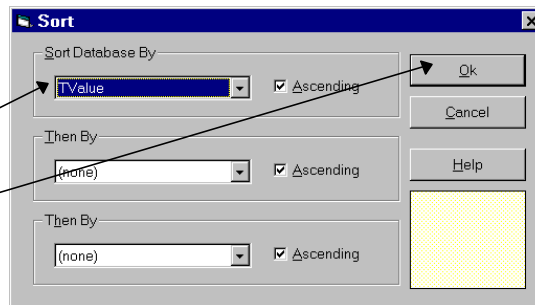 Sort
Sort Database By
TValue
Ascending
Ok
Cancel
Then By
(none)
Ascending
Help
Then By
(none)
Ascending